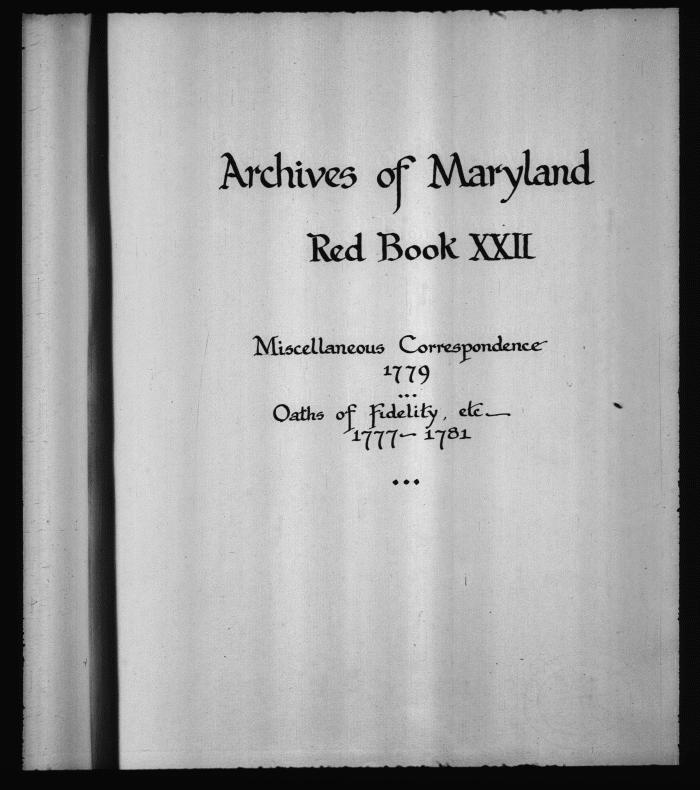 Archives of Maryland
Red Book XXII
Miscellaneous Correspondence
1779
...
Oaths of Fidelity, etc—
1777– 1781
...